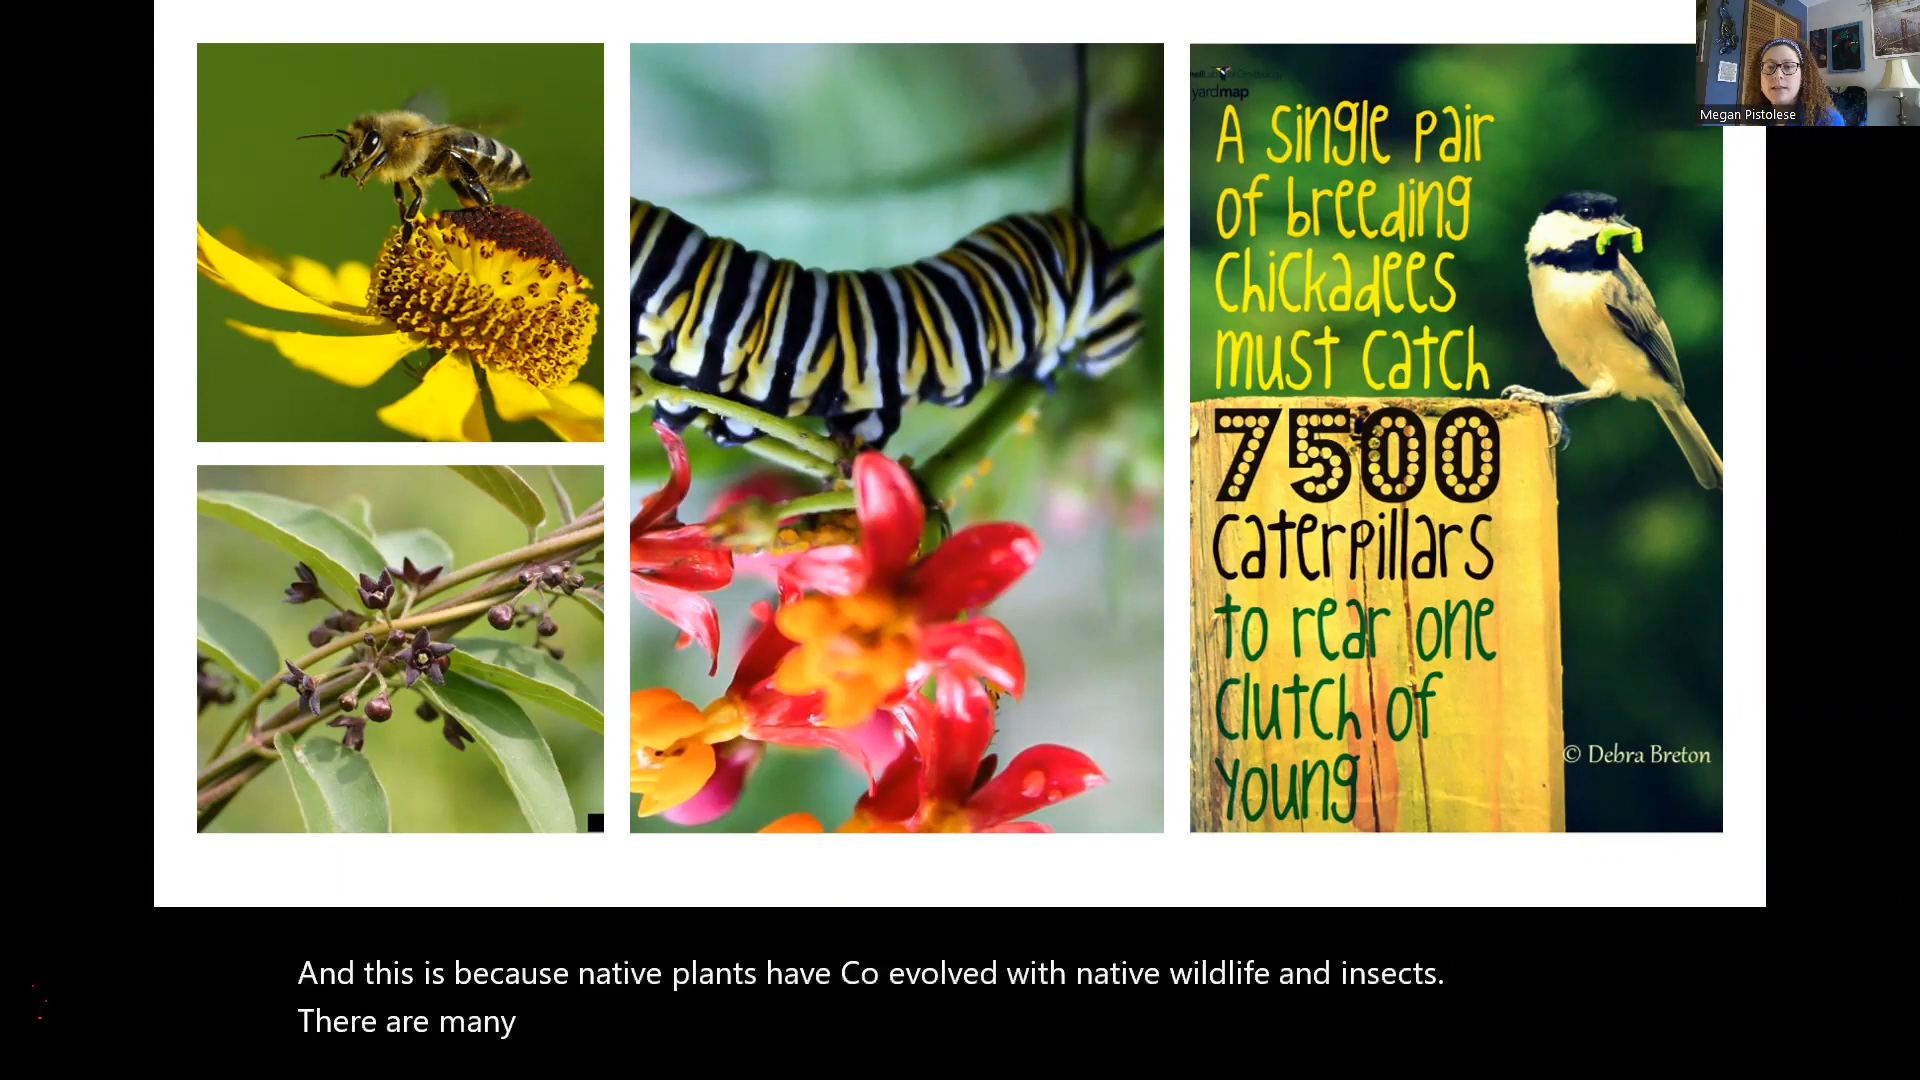 yardmap
A single pair
of breeding
chickadees
must catch
7500
caterpillars
to rear one
clutch of
young
© Debra Breton
Megan Pistolese
And this is because native plants have Co evolved with native wildlife and insects.
There are many